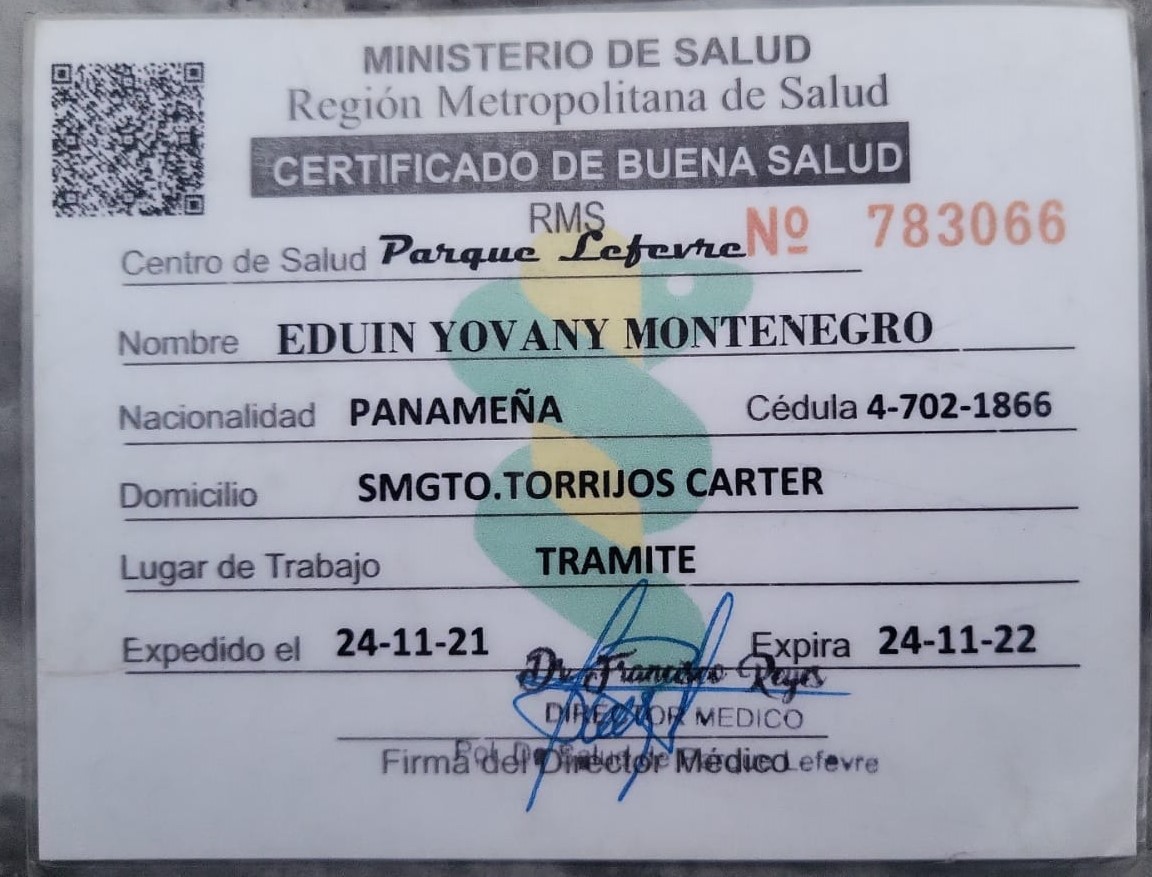 MINISTERIO DE SALUD
Región Metropolitana de Salud
CERTIFICADO DE BUENA SALUD
RMS
Centro de Salud Parque Lefevre Nº 783066
Nombre EDUIN YOVANY MONTENEGRO
Nacionalidad PANAMEÑA Cédula 4-702-1866
Domicilio SMGTO.TORRIJOS CARTER
Lugar de Trabajo TRAMITE
Expedido el 24-11-21 Expira 24-11-22
Dr. Francisco Reyes
DIRECTOR MEDICO
Firma del Director Médico
Pol. De Salud de Lefevre